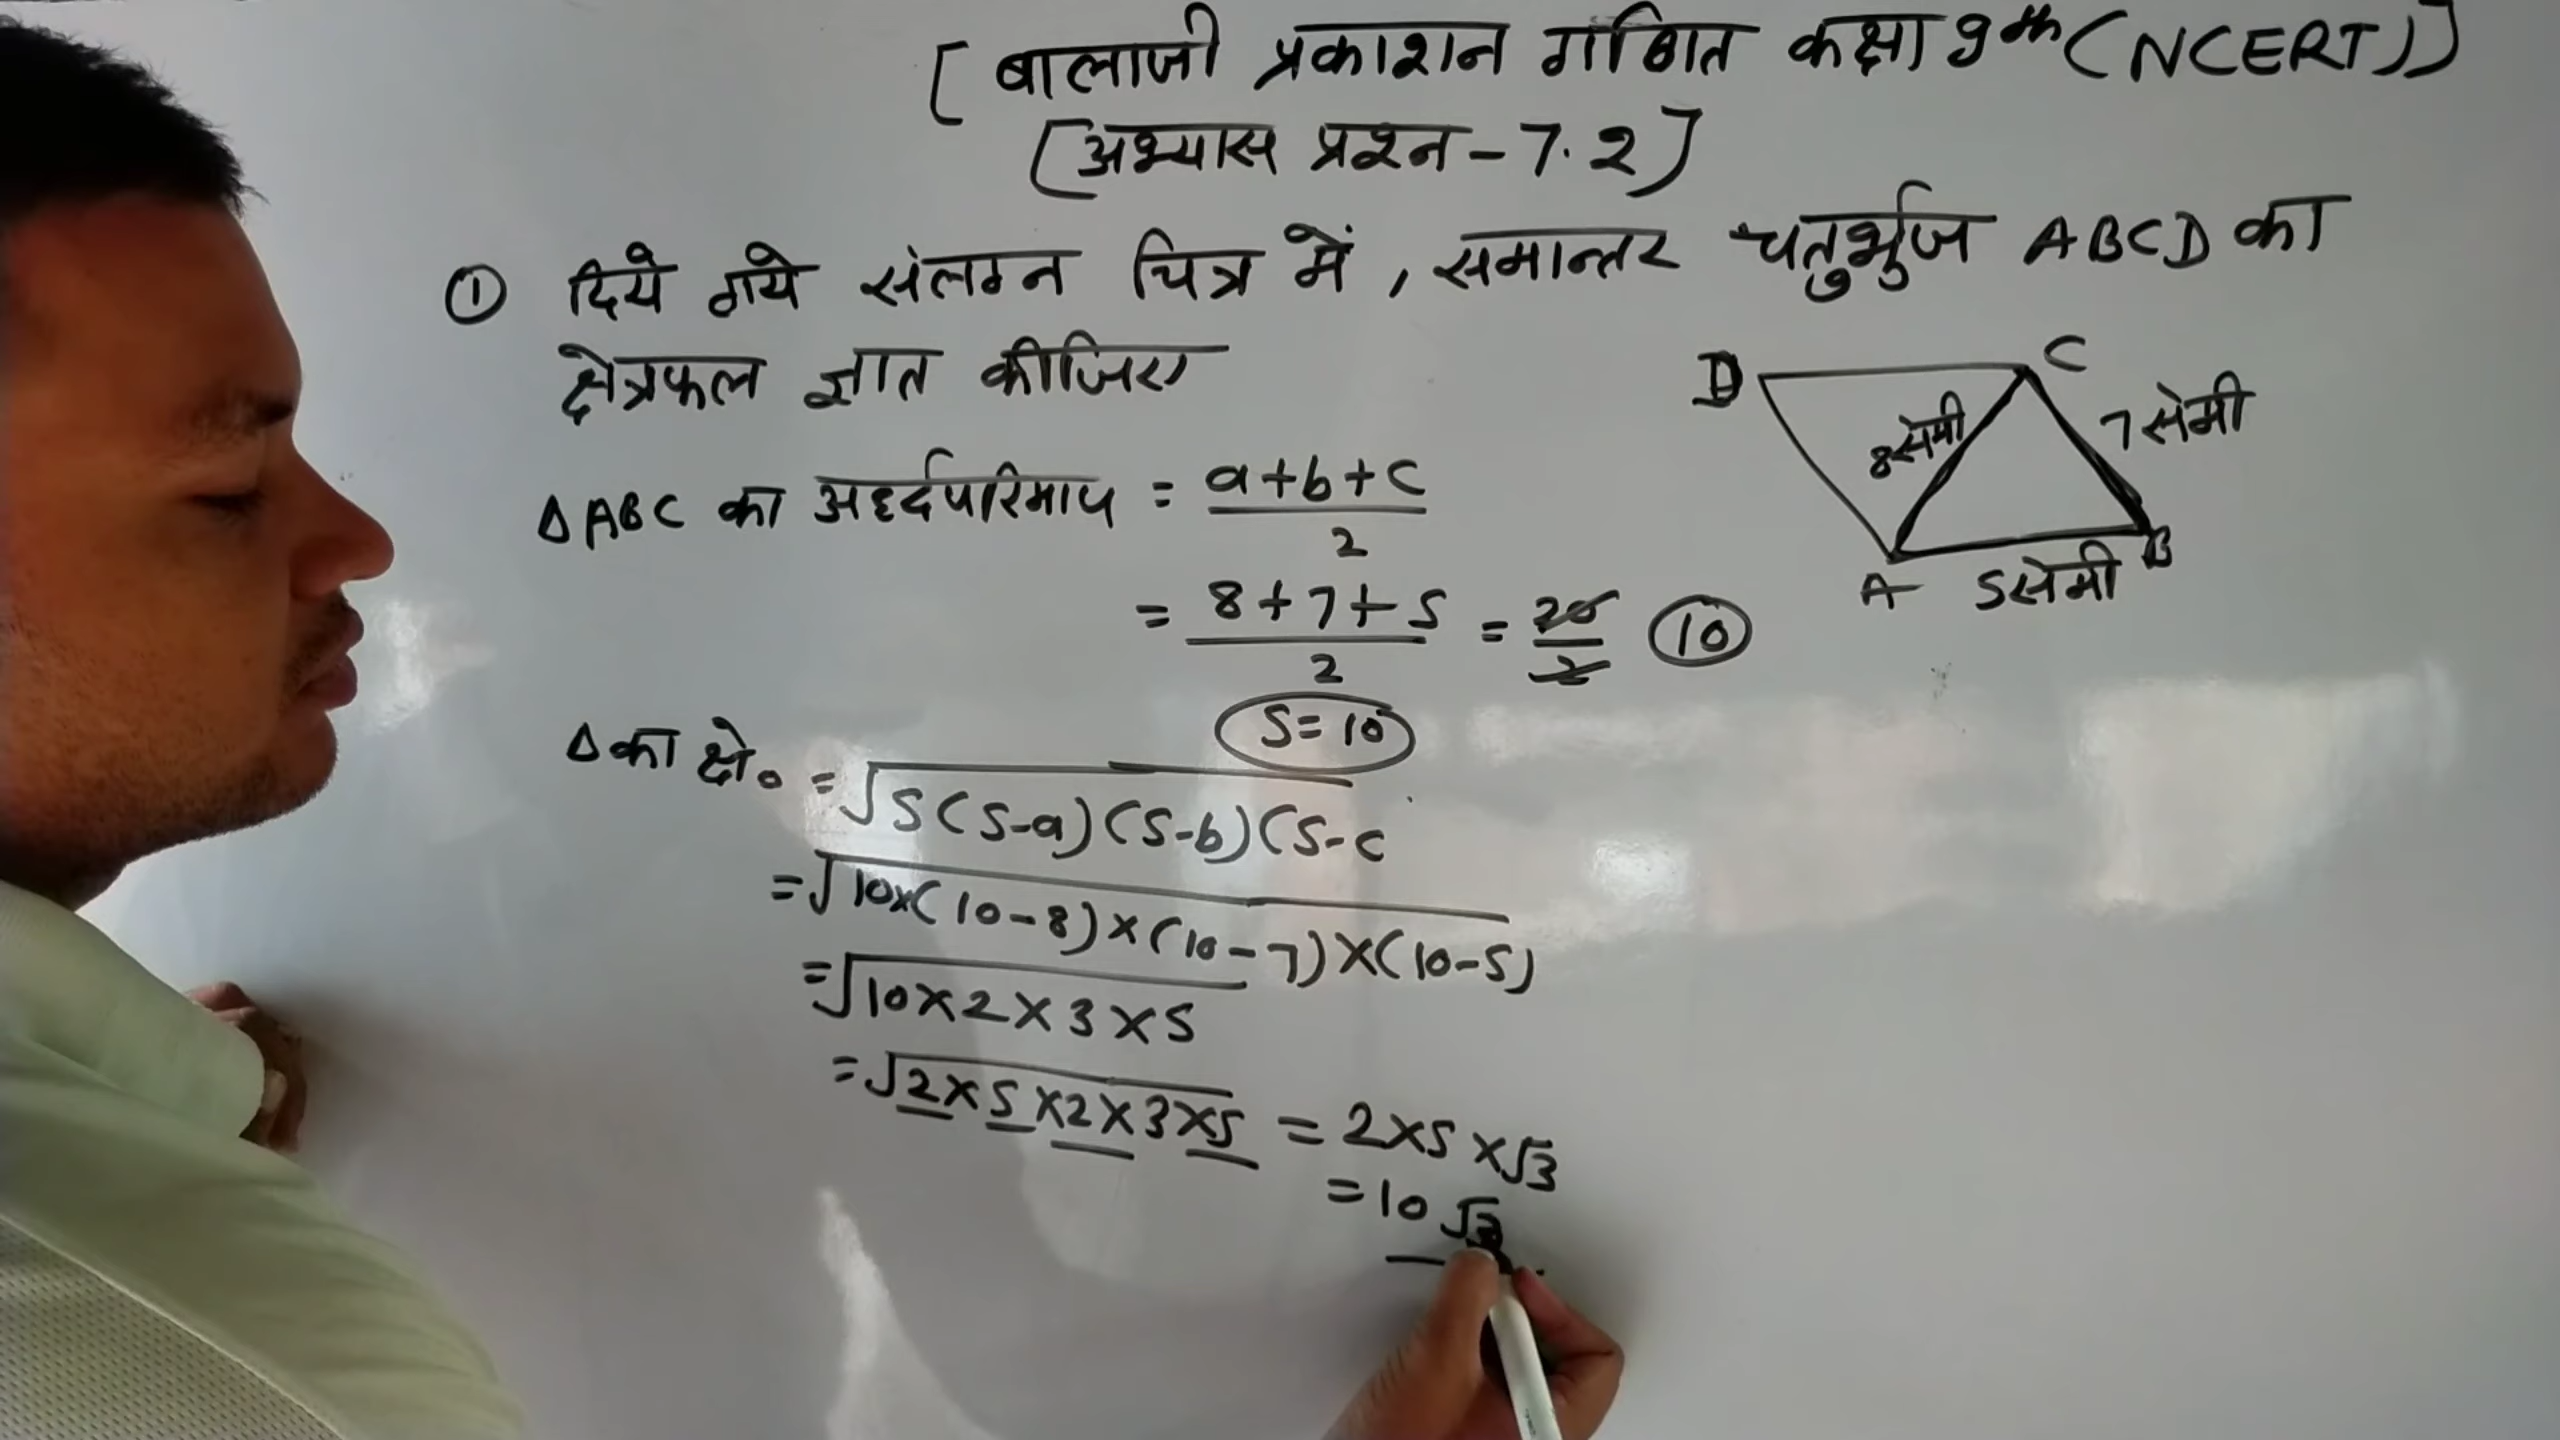 [बालाजी प्रकाशन गणित कक्षा 9th (NCERT)]
[अभ्यास प्रश्न - 7.2]
① दिये गये संलग्न चित्र में, समान्तर चतुर्भुज ABCD का
क्षेत्रफल ज्ञात कीजिए
D C
8 सेमी 7 सेमी
A 5 सेमी B
Δ ABC का अर्द्धपरिमाप = a+b+c / 2
= 8+7+5 / 2 = 20 / 2 10
S=10
Δ का क्षे० = √S(S-a)(S-b)(S-c
= √10×(10-8)×(10-7)×(10-5)
= √10×2×3×5
= √2×5×2×3×5 = 2×5×√3
= 10√3